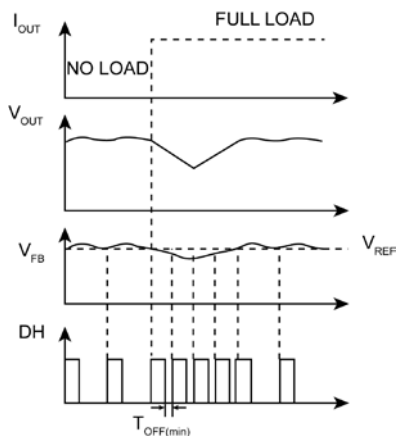 I_OUT
FULL LOAD
NO LOAD
V_OUT
V_FB
V_REF
DH
T_OFF(min)